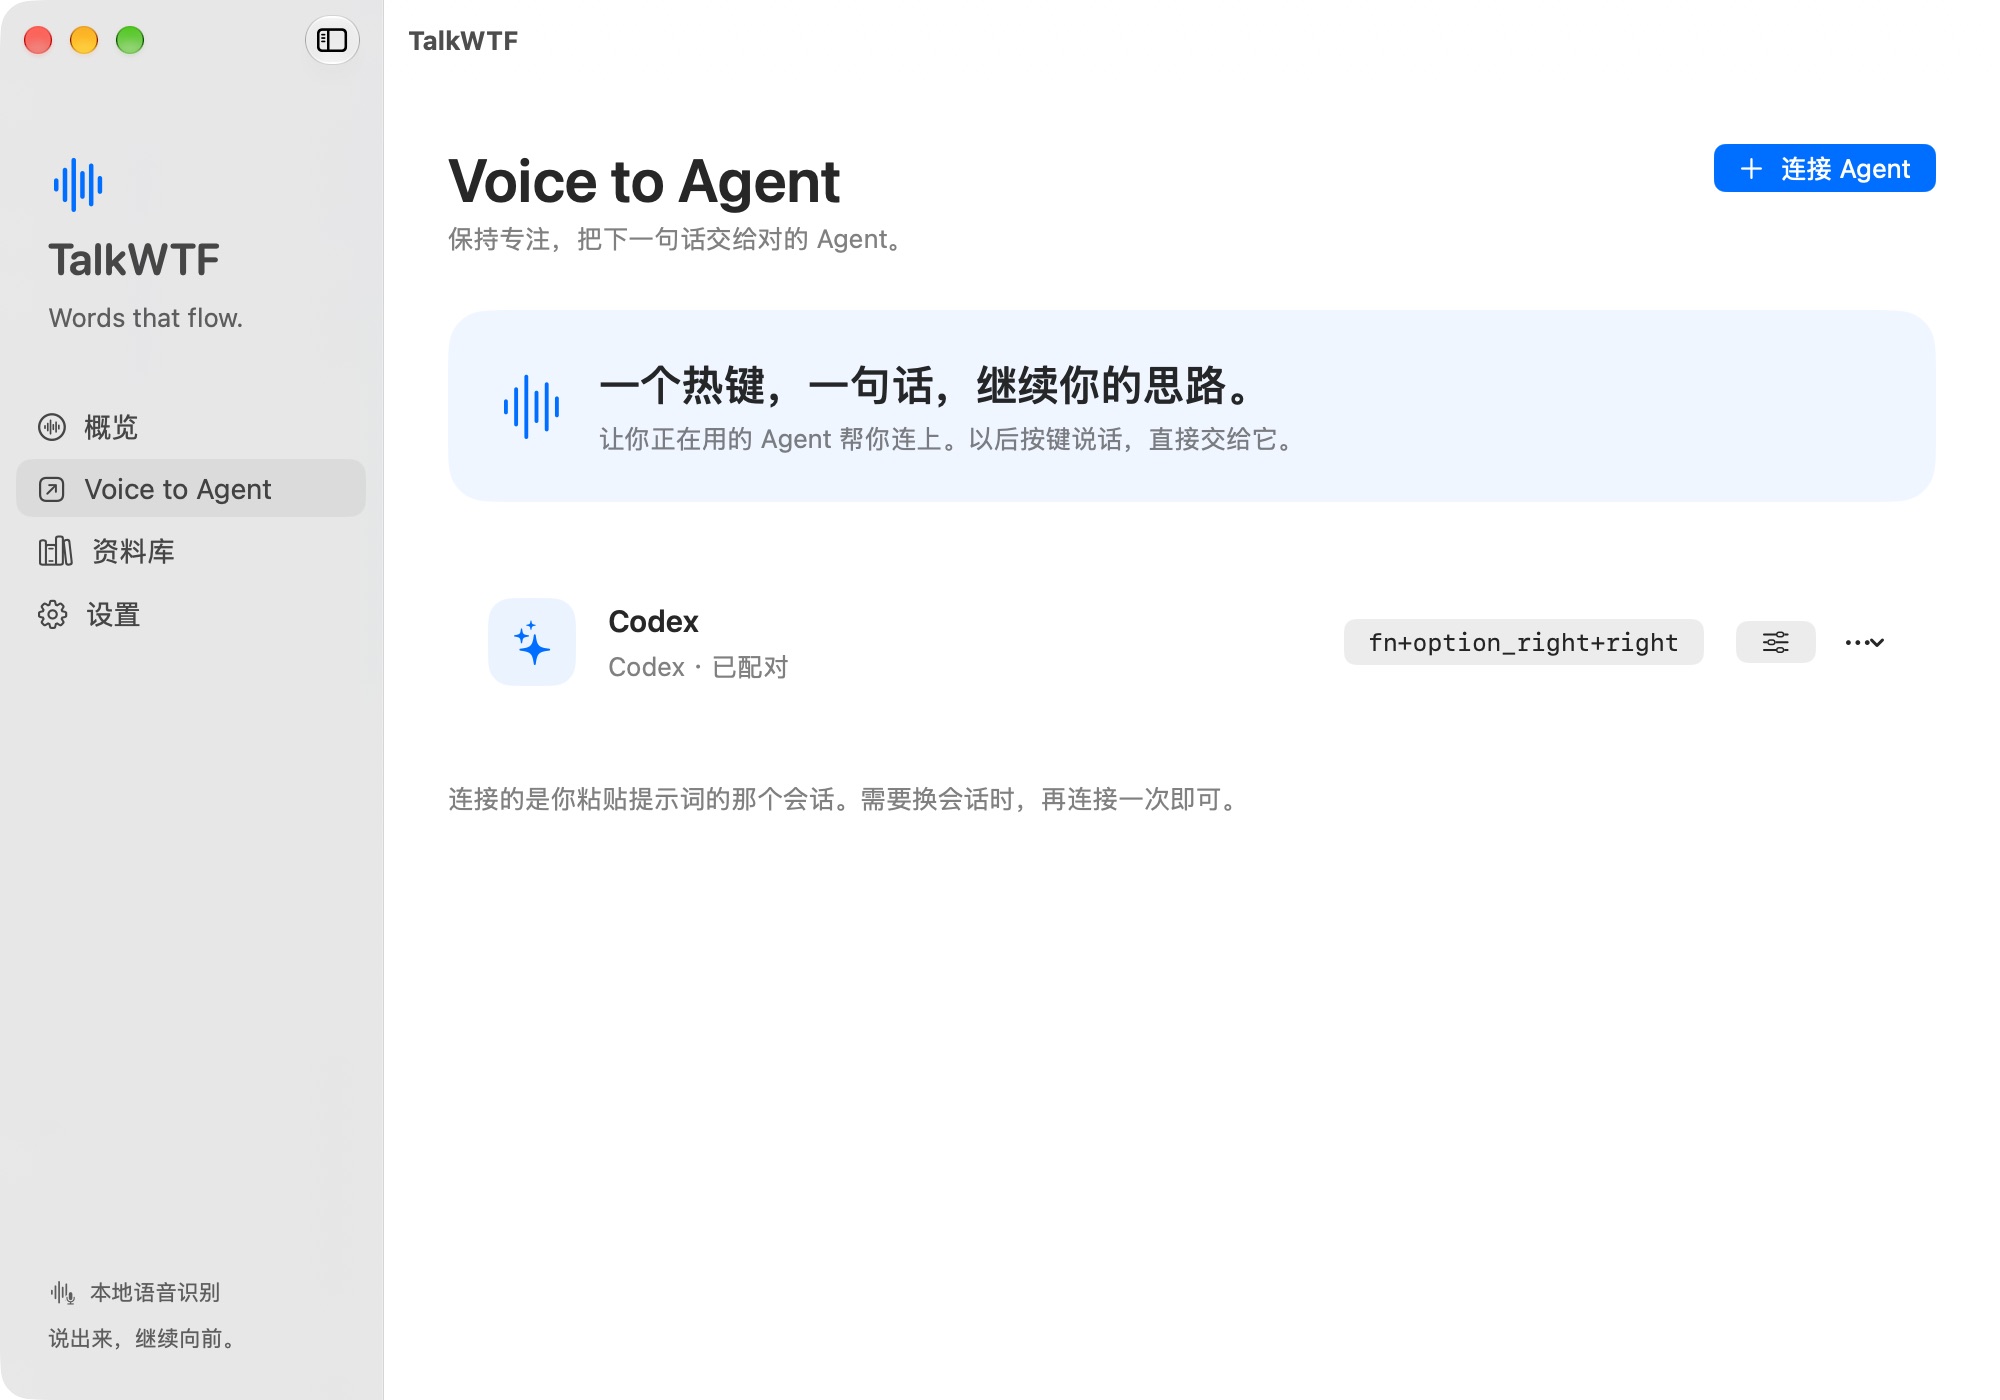 TalkWTF
TalkWTF
Words that flow.
概览
Voice to Agent
资料库
设置
本地语音识别
说出来，继续向前。
Voice to Agent
保持专注，把下一句话交给对的 Agent。
＋ 连接 Agent
一个热键，一句话，继续你的思路。
让你正在用的 Agent 帮你连上。以后按键说话，直接交给它。
Codex
Codex · 已配对
fn+option_right+right
连接的是你粘贴提示词的那个会话。需要换会话时，再连接一次即可。